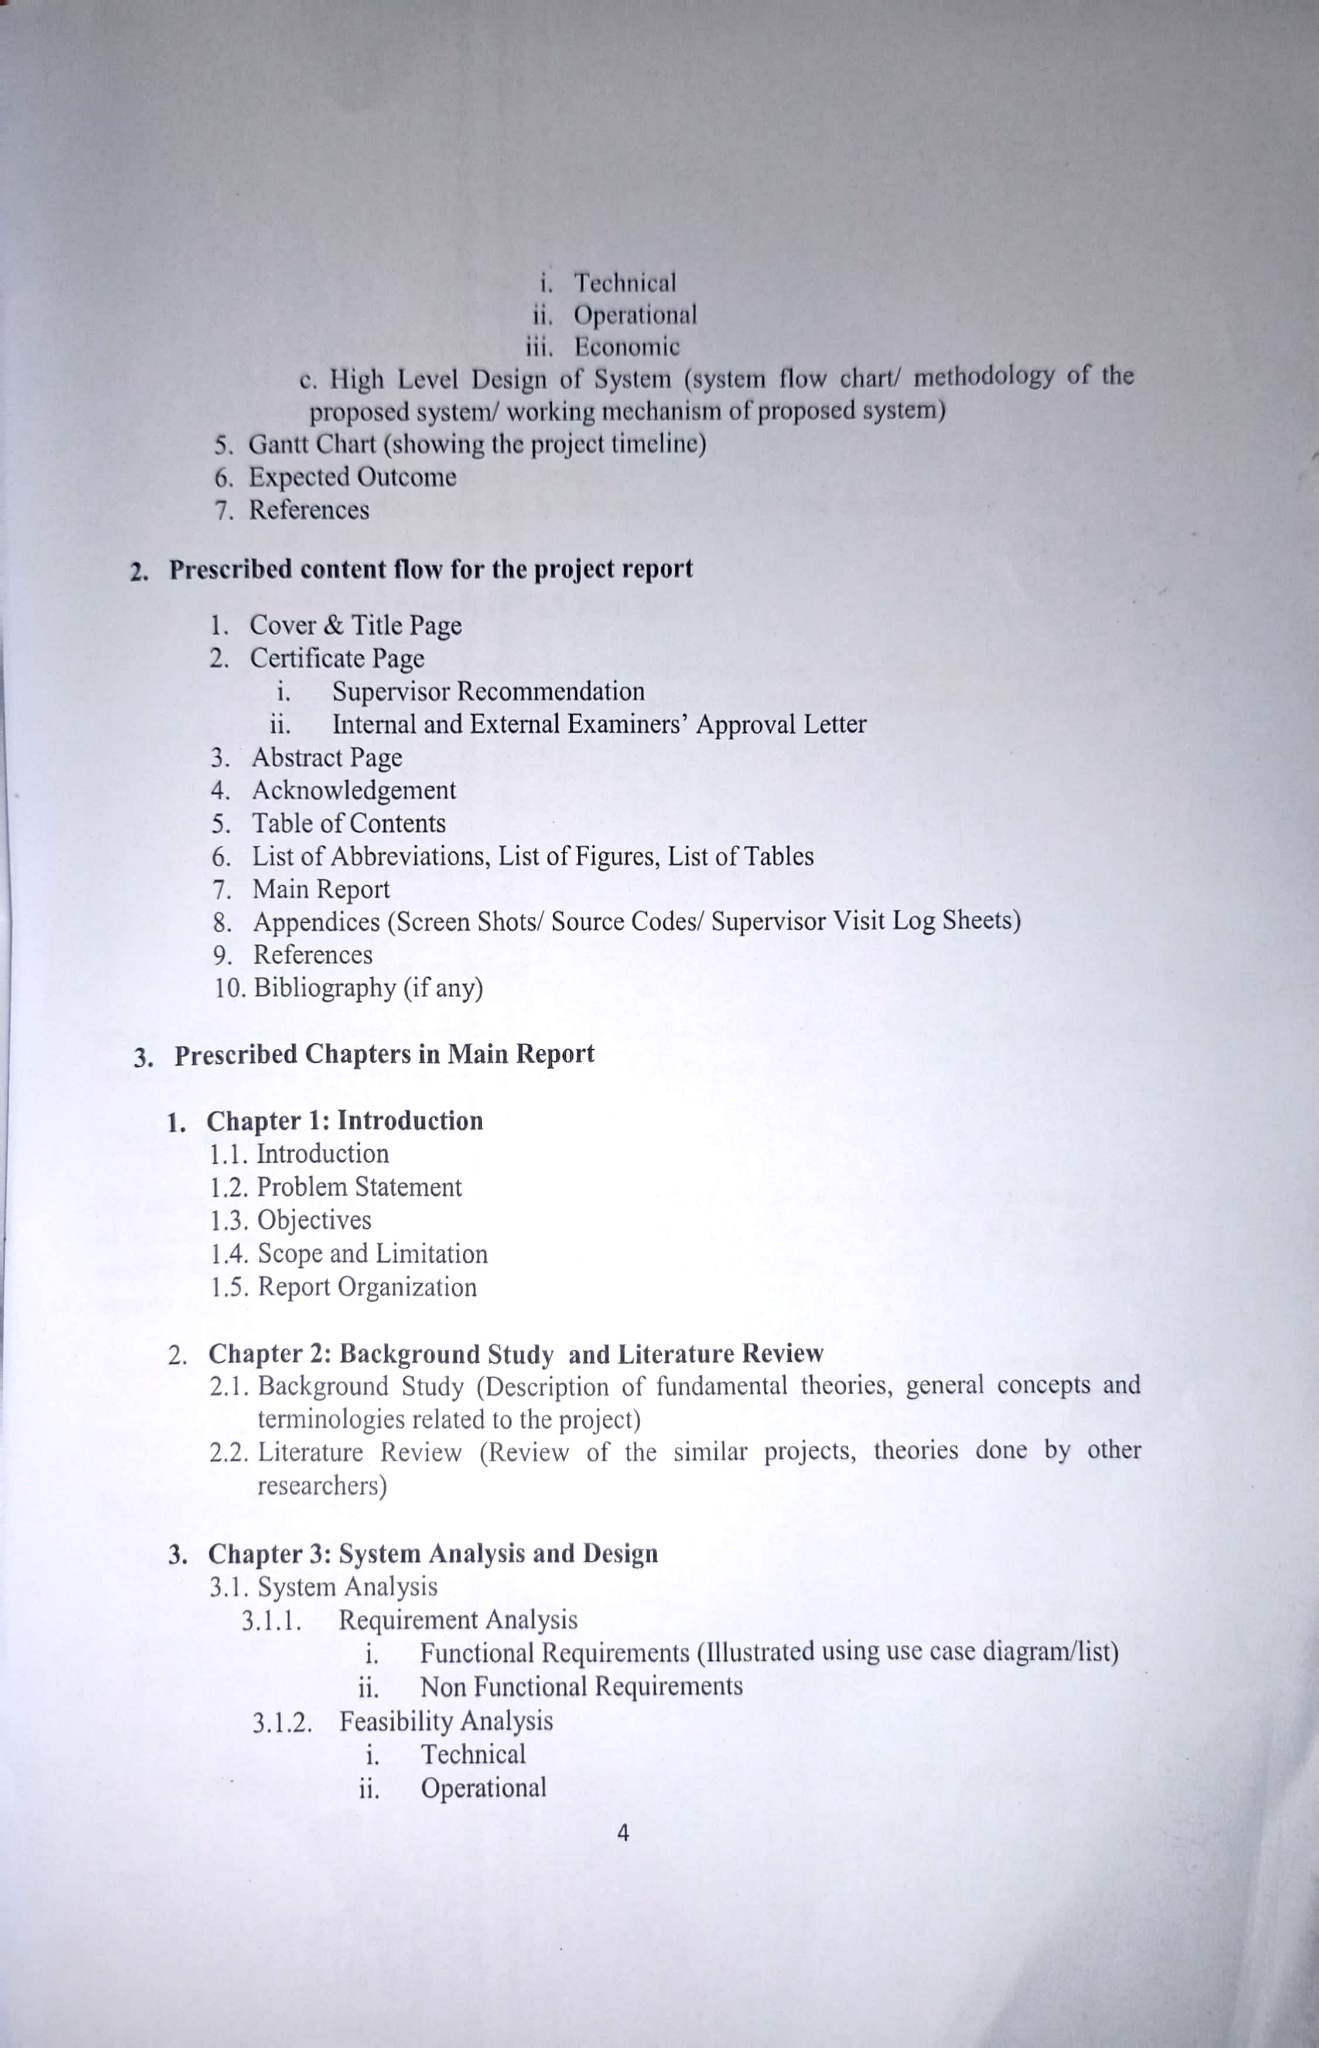 i. Technical
ii. Operational
iii. Economic
c. High Level Design of System (system flow chart/ methodology of the
proposed system/ working mechanism of proposed system)
5. Gantt Chart (showing the project timeline)
6. Expected Outcome
7. References
2. Prescribed content flow for the project report
1. Cover & Title Page
2. Certificate Page
i. Supervisor Recommendation
ii. Internal and External Examiners’ Approval Letter
3. Abstract Page
4. Acknowledgement
5. Table of Contents
6. List of Abbreviations, List of Figures, List of Tables
7. Main Report
8. Appendices (Screen Shots/ Source Codes/ Supervisor Visit Log Sheets)
9. References
10. Bibliography (if any)
3. Prescribed Chapters in Main Report
1. Chapter 1: Introduction
1.1. Introduction
1.2. Problem Statement
1.3. Objectives
1.4. Scope and Limitation
1.5. Report Organization
2. Chapter 2: Background Study and Literature Review
2.1. Background Study (Description of fundamental theories, general concepts and
terminologies related to the project)
2.2. Literature Review (Review of the similar projects, theories done by other
researchers)
3. Chapter 3: System Analysis and Design
3.1. System Analysis
3.1.1. Requirement Analysis
i. Functional Requirements (Illustrated using use case diagram/list)
ii. Non Functional Requirements
3.1.2. Feasibility Analysis
i. Technical
ii. Operational
4